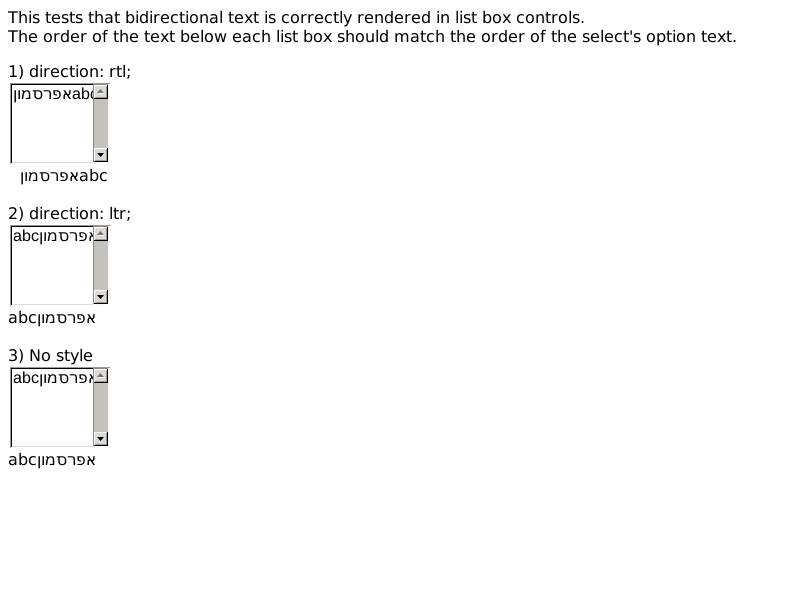 This tests that bidirectional text is correctly rendered in list box controls.
The order of the text below each list box should match the order of the select's option text.
1) direction: rtl;
abcאפרסמון
abcאפרסמון
2) direction: ltr;
abcאפרסמון
abcאפרסמון
3) No style
abcאפרסמון
abcאפרסמון